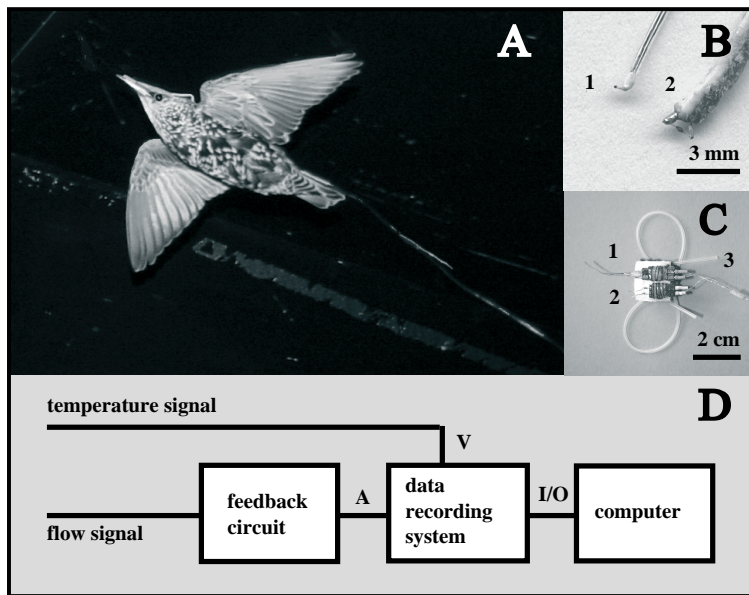 A
B
1
2
3 mm
C
1
3
2
2 cm
D
temperature signal
V
feedback
circuit
A
data
recording
system
I/O
computer
flow signal